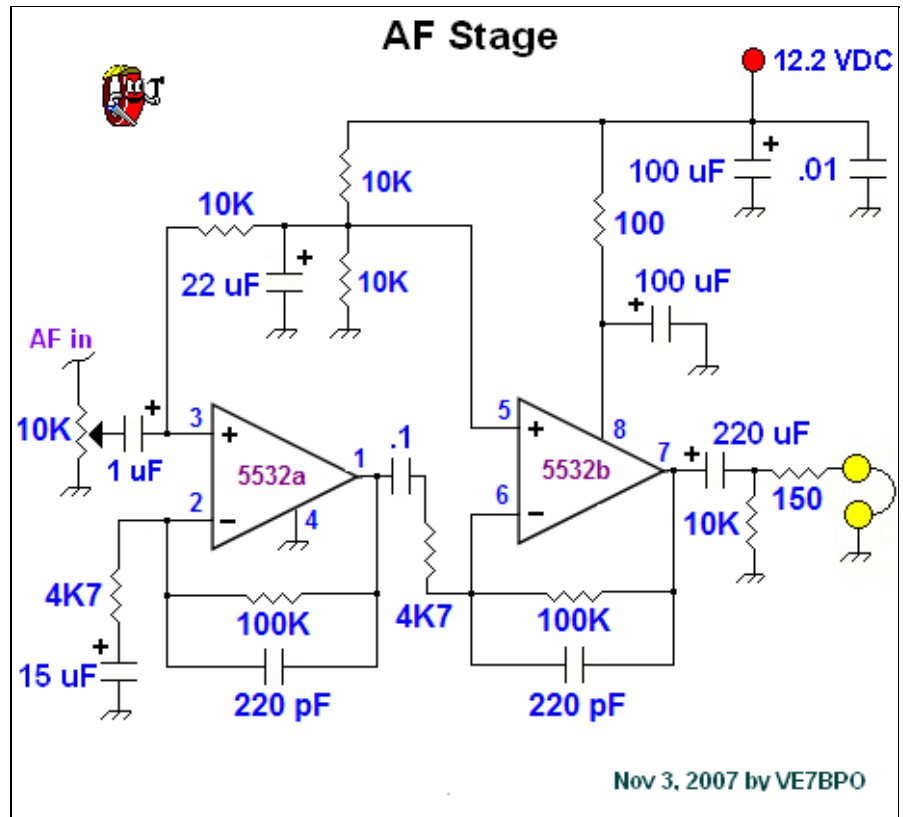 AF Stage
12.2 VDC
10K
10K
100 uF
+
.01
100
22 uF
+
10K
100 uF
+
AF in
10K
1 uF
+
3
+
5532a
1
2
−
4
.1
5
+
5532b
8
7
6
−
220 uF
+
10K
150
4K7
100K
4K7
100K
15 uF
+
220 pF
220 pF
Nov 3, 2007 by VE7BPO